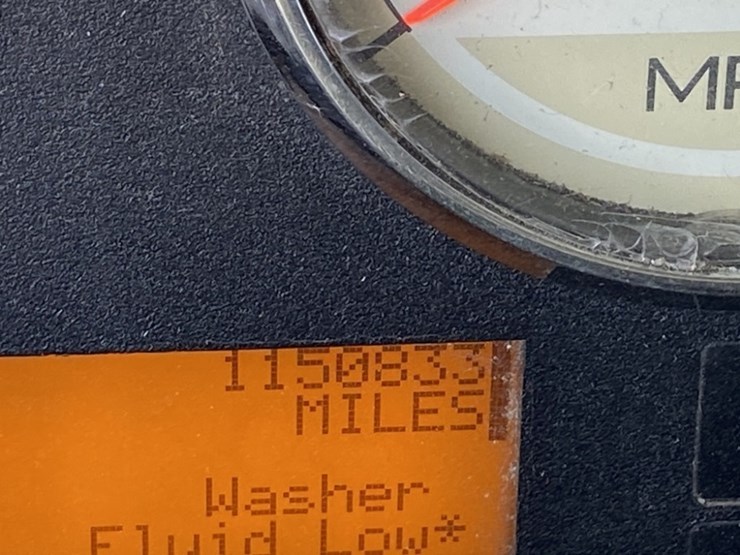 1150833
MILES
Washer
Fluid Low*